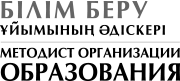 БІЛІМ БЕРУ
ҰЙЫМЫНЫҢ ӘДІСКЕРІ
МЕТОДИСТ ОРГАНИЗАЦИИ
ОБРАЗОВАНИЯ